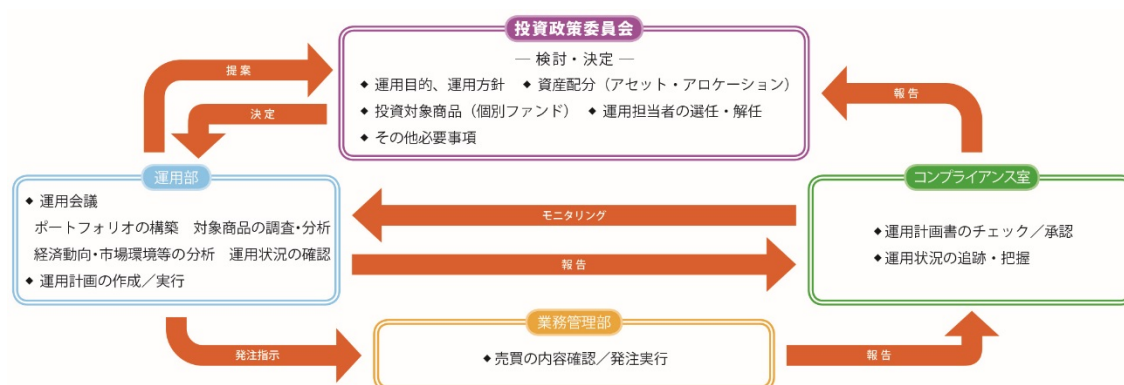 投資政策委員会
― 検討・決定 ―
◆ 運用目的、運用方針 ◆ 資産配分（アセット・アロケーション）
◆ 投資対象商品（個別ファンド） ◆ 運用担当者の選任・解任
◆ その他必要事項
提案
決定
報告
運用部
◆ 運用会議
ポートフォリオの構築 対象商品の調査・分析
経済動向・市場環境等の分析 運用状況の確認
◆ 運用計画の作成／実行
モニタリング
報告
コンプライアンス室
◆運用計画書のチェック／承認
◆運用状況の追跡・把握
発注指示
業務管理部
◆売買の内容確認／発注実行
報告